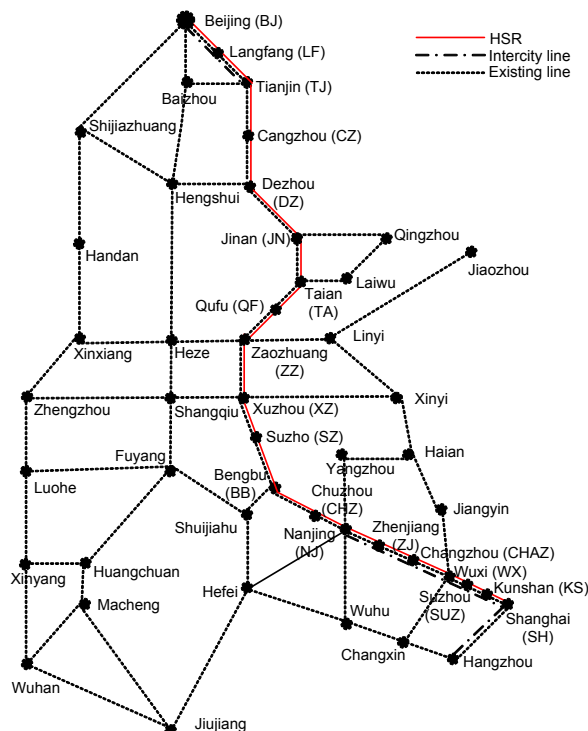 Beijing (BJ)
HSR
Intercity line
Existing line
Langfang (LF)
Tianjin (TJ)
Baizhou
Shijiazhuang
Cangzhou (CZ)
Dezhou
(DZ)
Hengshui
Jinan (JN)
Qingzhou
Handan
Jiaozhou
Laiwu
Taian
(TA)
Qufu (QF)
Xinxiang
Heze
Zaozhuang
(ZZ)
Linyi
Zhengzhou
Shangqiu
Xuzhou (XZ)
Xinyi
Suzho (SZ)
Fuyang
Haian
Yangzhou
Luohe
Bengbu
(BB)
Chuzhou
(CHZ)
Jiangyin
Shuijiahu
Nanjing
(NJ)
Zhenjiang
(ZJ)
Changzhou (CHAZ)
Xinyang
Huangchuan
Wuxi (WX)
Kunshan (KS)
Suzhou
(SUZ)
Hefei
Macheng
Wuhu
Shanghai
(SH)
Changxin
Hangzhou
Wuhan
Jiujiang